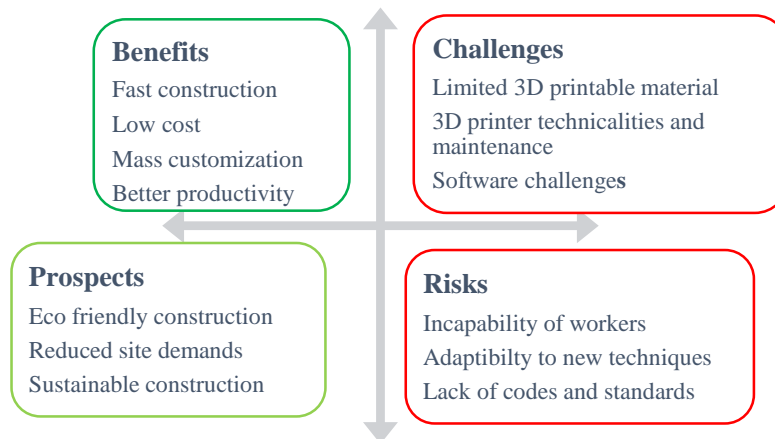 Benefits
Fast construction
Low cost
Mass customization
Better productivity
Challenges
Limited 3D printable material
3D printer technicalities and
maintenance
Software challenges
Prospects
Eco friendly construction
Reduced site demands
Sustainable construction
Risks
Incapability of workers
Adaptibilty to new techniques
Lack of codes and standards